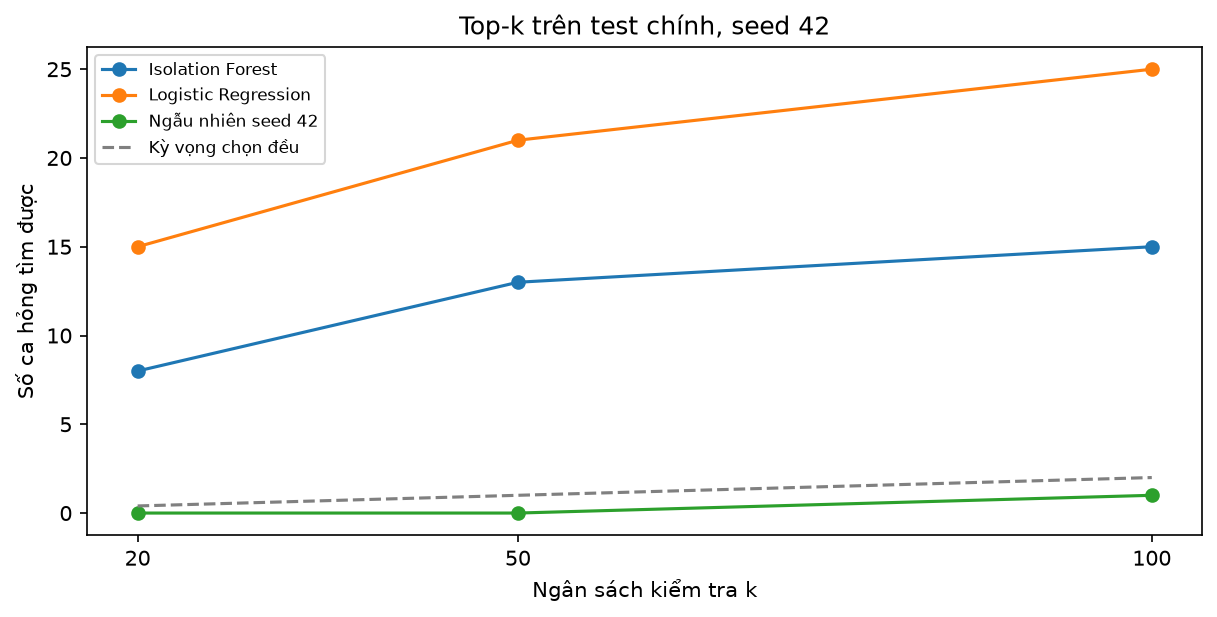 Top-k trên test chính, seed 42
Isolation Forest
Logistic Regression
Ngẫu nhiên seed 42
Kỳ vọng chọn đều
Số ca hỏng tìm được
25
20
15
10
5
0
20 50 100
Ngân sách kiểm tra k